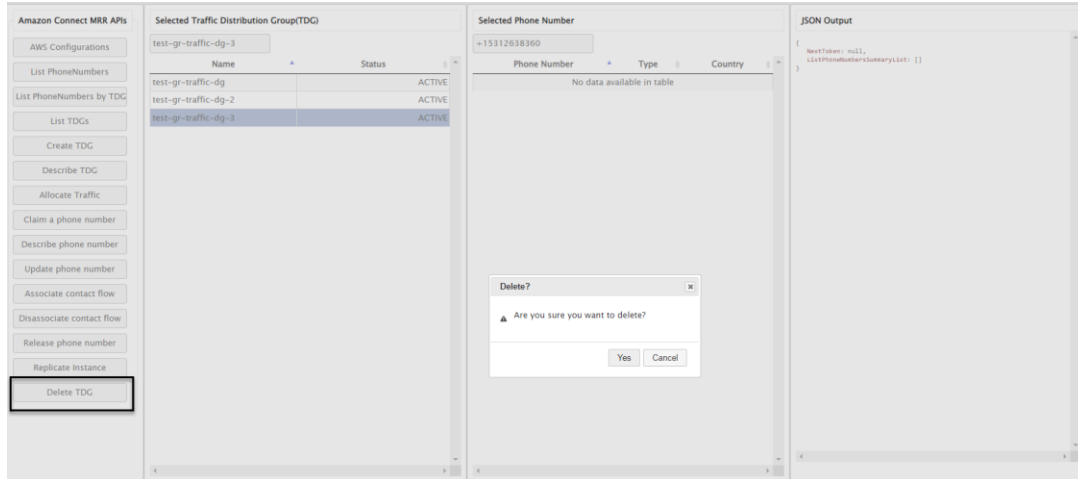 Amazon Connect MRR APIs
AWS Configurations
List PhoneNumbers
List PhoneNumbers by TDG
List TDGs
Create TDG
Describe TDG
Allocate Traffic
Claim a phone number
Describe phone number
Update phone number
Associate contact flow
Disassociate contact flow
Release phone number
Replicate Instance
Delete TDG
Selected Traffic Distribution Group(TDG)
test-gr-traffic-dg-3
Name Status
test-gr-traffic-dg ACTIVE
test-gr-traffic-dg-2 ACTIVE
test-gr-traffic-dg-3 ACTIVE
Selected Phone Number
+15312638360
Phone Number Type Country
No data available in table
Delete?
Are you sure you want to delete?
Yes Cancel
JSON Output
{
NextToken: null,
ListPhoneNumbersSummaryList: []
}